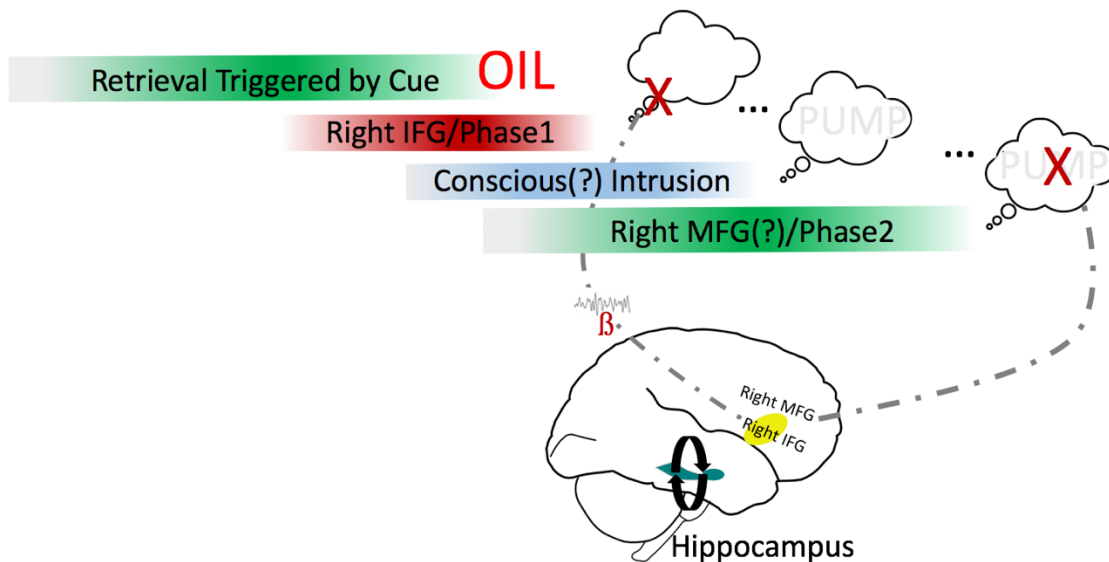 Retrieval Triggered by Cue
OIL
X
Right IFG/Phase1
...
PUMP
Conscious(?) Intrusion
...
PUMP
X
Right MFG(?)/Phase2
ß
Right MFG
Right IFG
Hippocampus